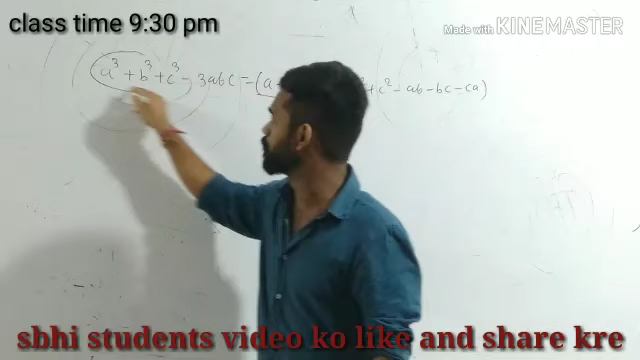 class time 9:30 pm
Made with KINEMASTER
a³ + b³ + c³ - 3abc = (a + ² + c² - ab - bc - ca)
sbhi students video ko like and share kre